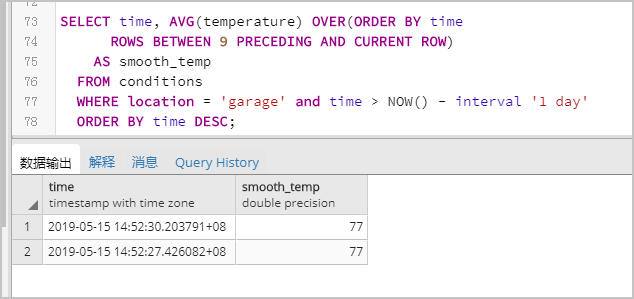 72
73 SELECT time, AVG(temperature) OVER(ORDER BY time
74 ROWS BETWEEN 9 PRECEDING AND CURRENT ROW)
75 AS smooth_temp
76 FROM conditions
77 WHERE location = 'garage' and time > NOW() - interval '1 day'
78 ORDER BY time DESC;
数据输出 解释 消息 Query History
time smooth_temp
timestamp with time zone double precision
1 2019-05-15 14:52:30.203791+08 77
2 2019-05-15 14:52:27.426082+08 77